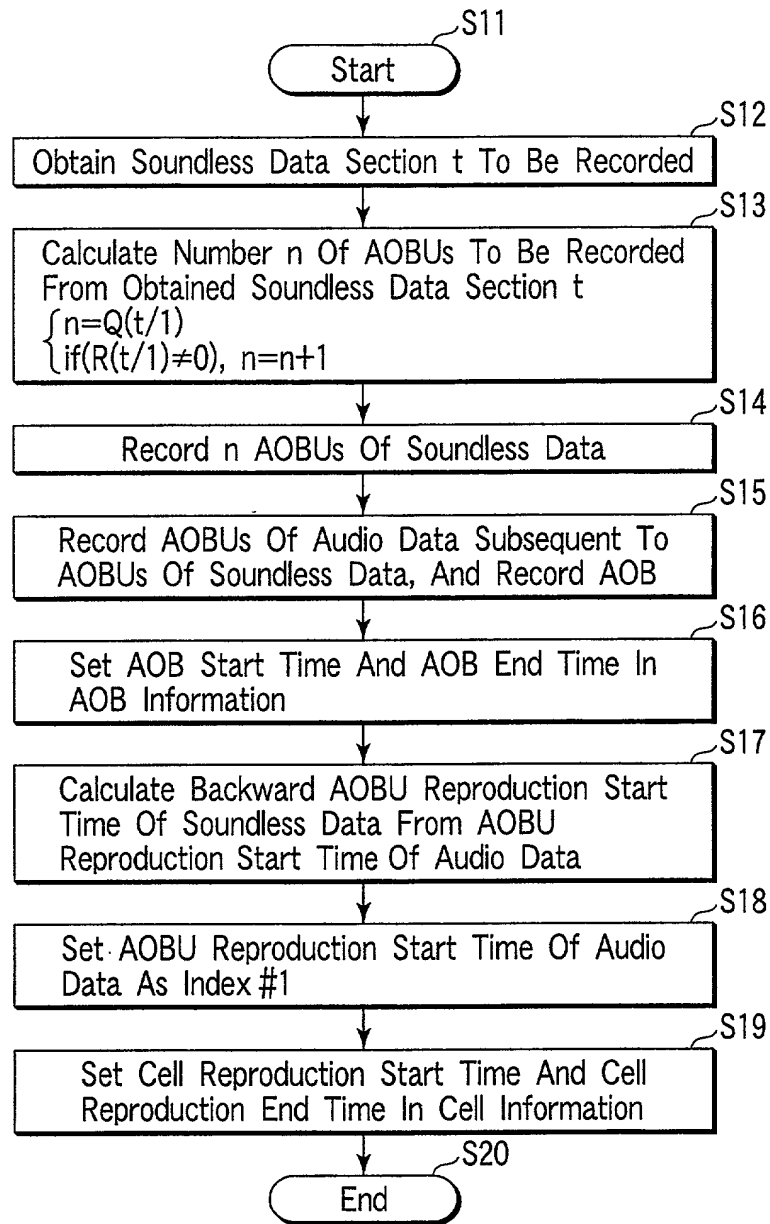 S11
Start
S12
Obtain Soundless Data Section t To Be Recorded
S13
Calculate Number n Of AOBUs To Be Recorded
From Obtained Soundless Data Section t
n=Q(t/1)
if(R(t/1)≠0), n=n+1
S14
Record n AOBUs Of Soundless Data
S15
Record AOBUs Of Audio Data Subsequent To
AOBUs Of Soundless Data, And Record AOB
S16
Set AOB Start Time And AOB End Time In
AOB Information
S17
Calculate Backward AOBU Reproduction Start
Time Of Soundless Data From AOBU
Reproduction Start Time Of Audio Data
S18
Set AOBU Reproduction Start Time Of Audio
Data As Index #1
S19
Set Cell Reproduction Start Time And Cell
Reproduction End Time In Cell Information
S20
End